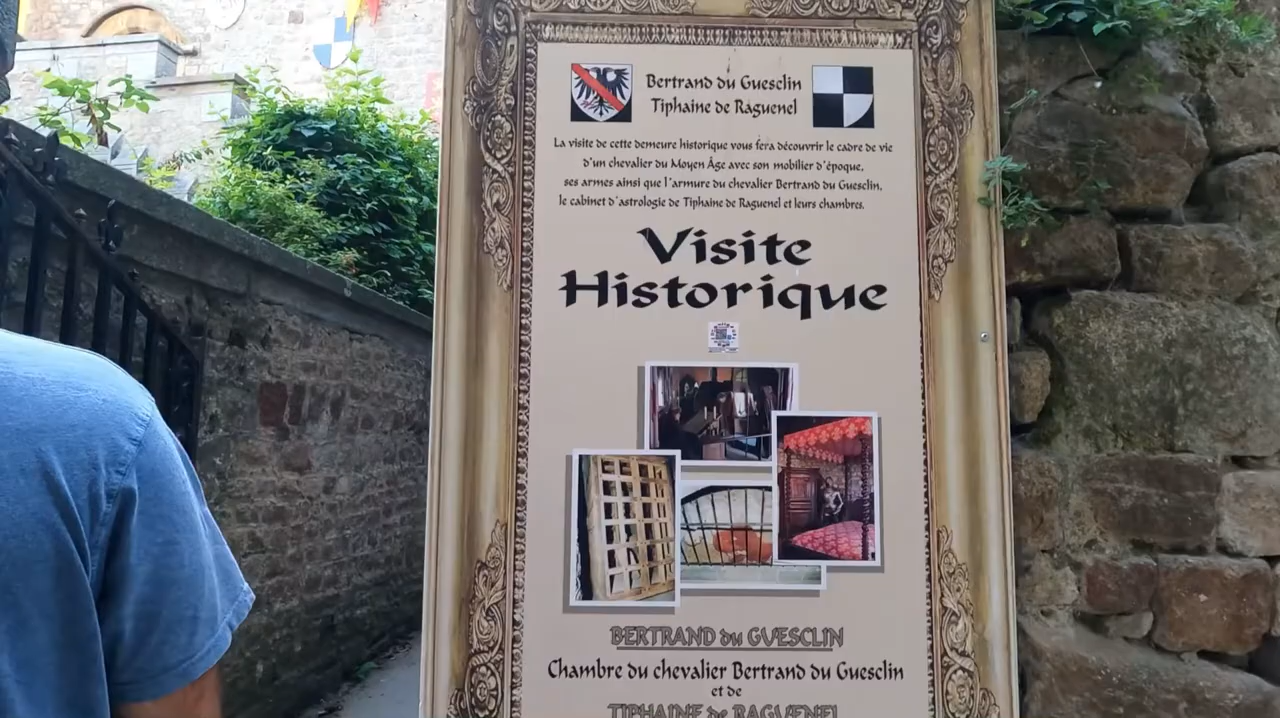 Bertrand du Guesclin
Tiphaine de Raguenel
La visite de cette demeure historique vous fera découvrir le cadre de vie
d'un chevalier du Moyen Âge avec son mobilier d'époque,
ses armes ainsi que l'armure du chevalier Bertrand du Guesclin,
le cabinet d'astrologie de Tiphaine de Raguenel et leurs chambres.
Visite
Historique
BERTRAND du GUESCLIN
Chambre du chevalier Bertrand du Guesclin
et de
TIPHAINE de RAGUENEL